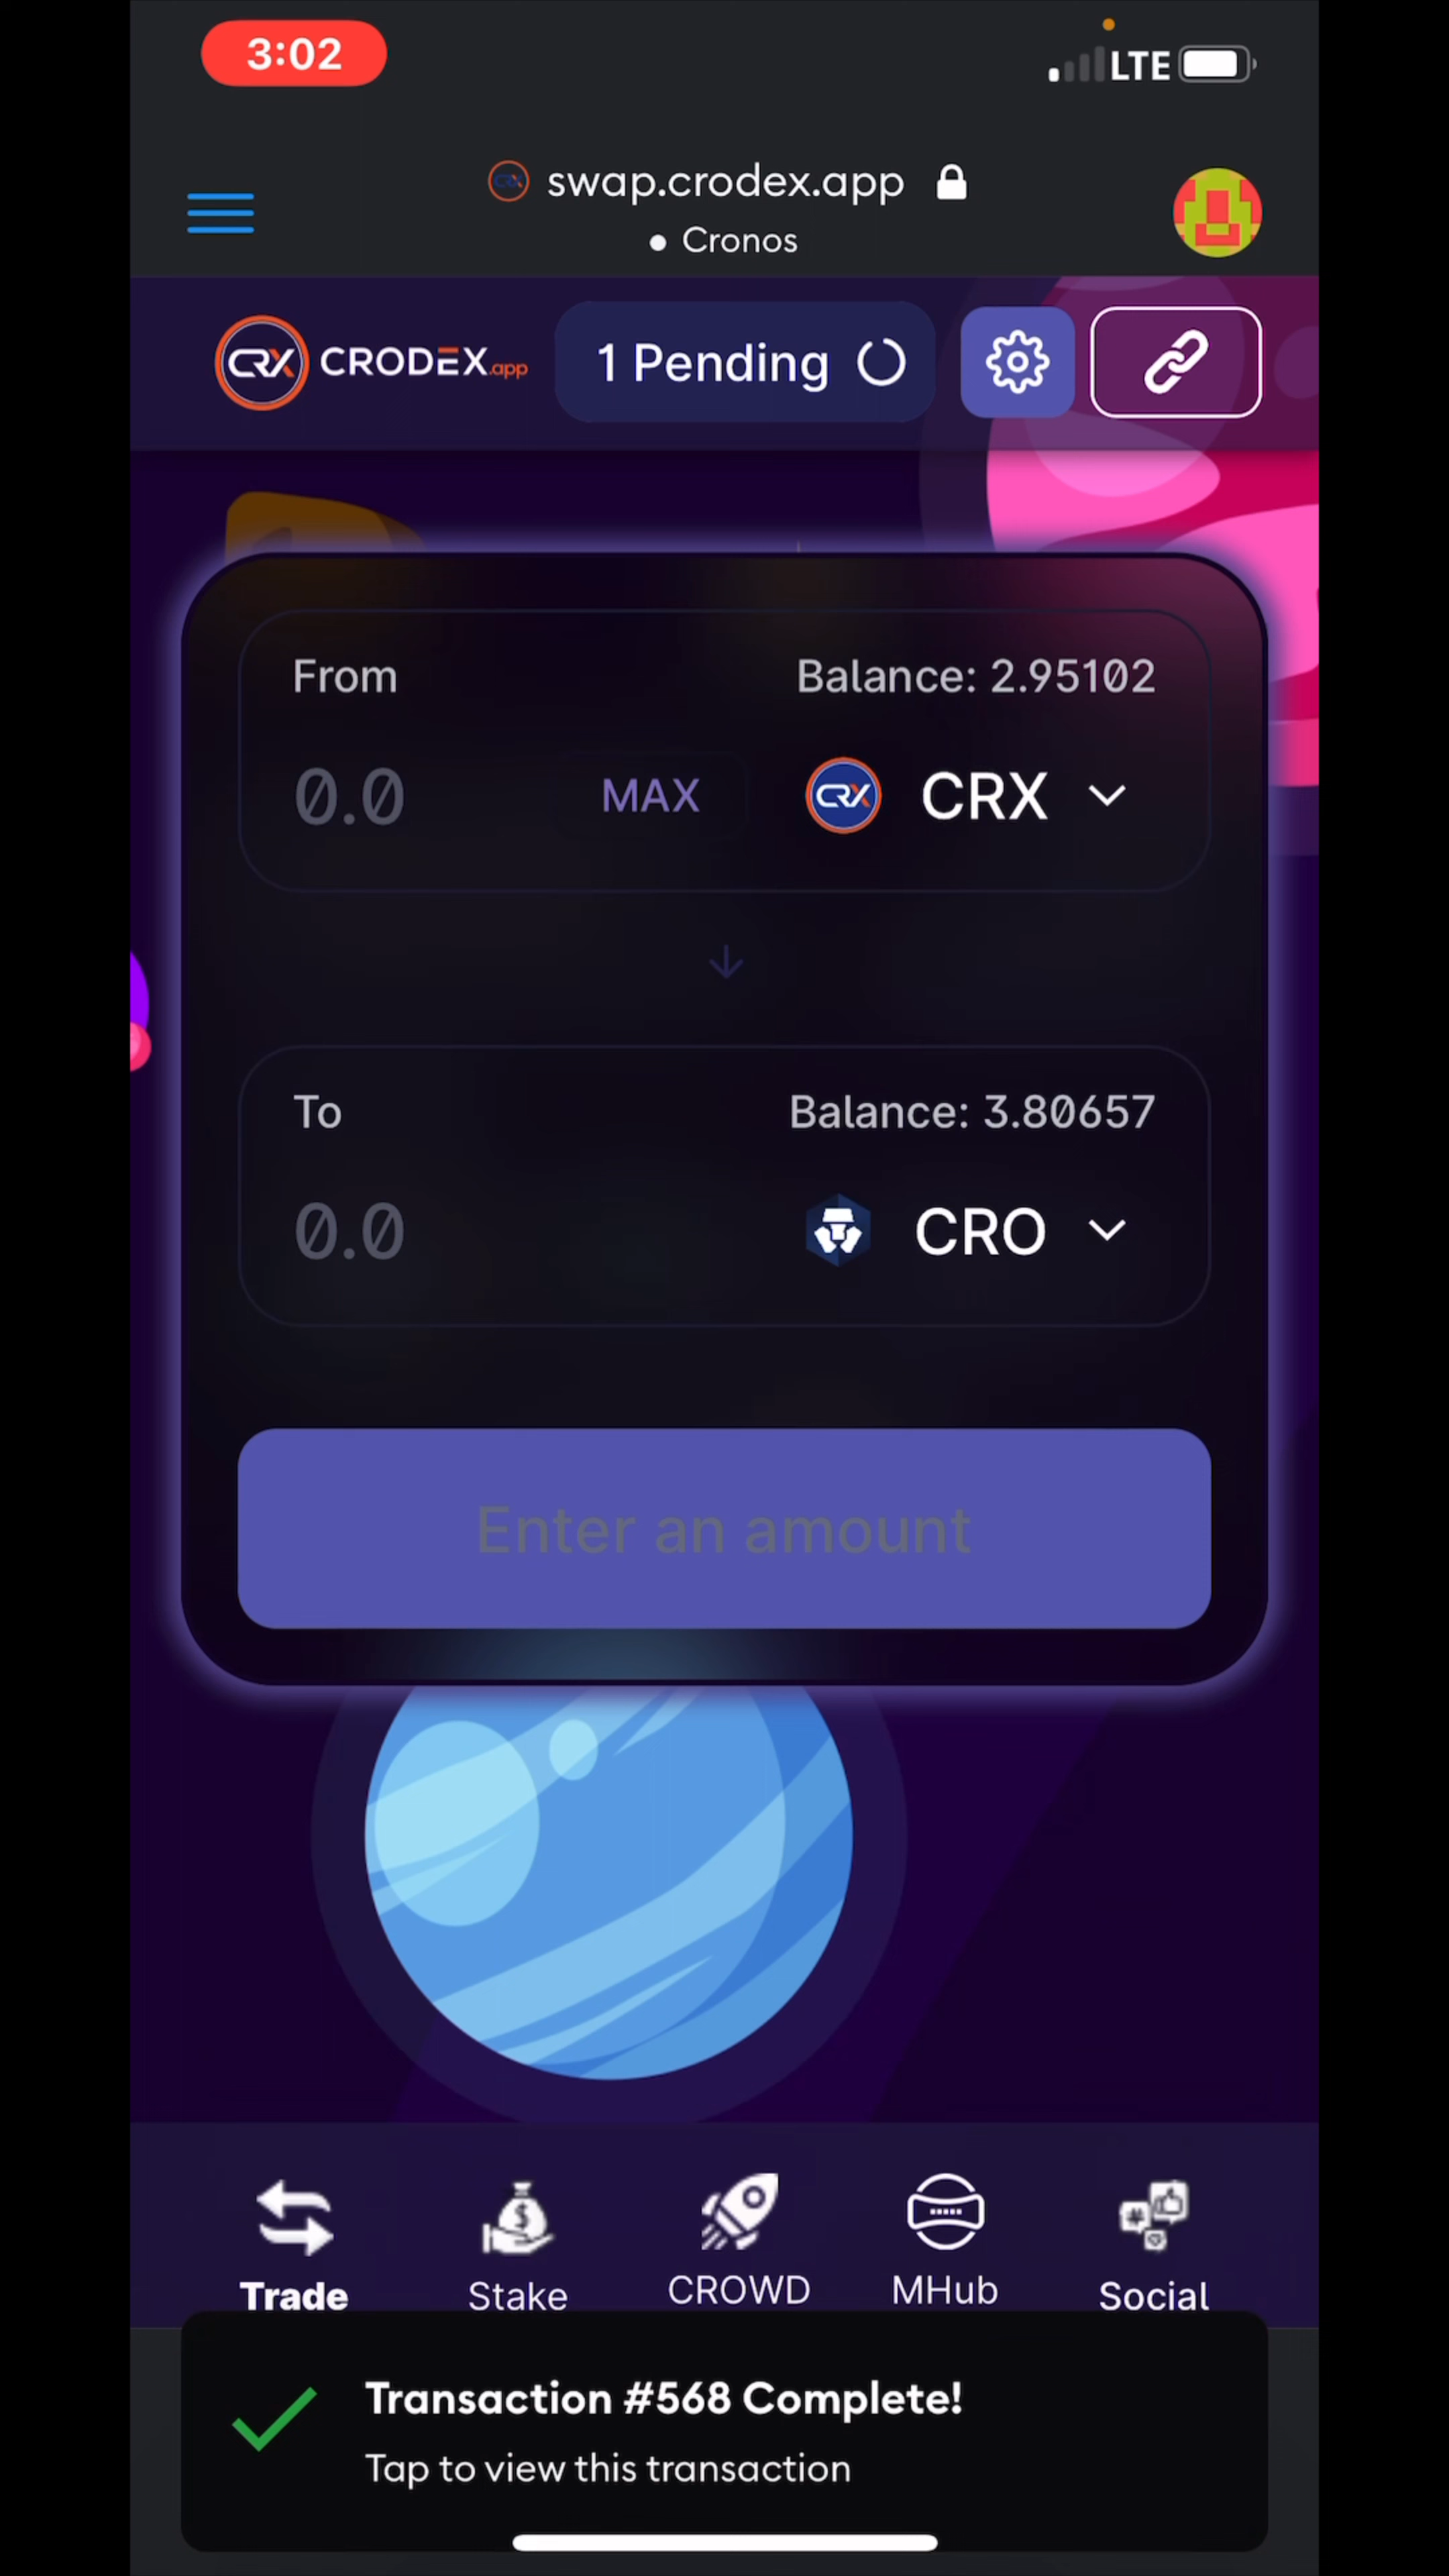 3:02
LTE
swap.crodex.app
Cronos
CRX CRODEX.app
1 Pending
From
Balance: 2.95102
0.0
MAX
CRX
CRX
To
Balance: 3.80657
0.0
CRO
Enter an amount
Trade
Stake
CROWD
MHub
Social
Transaction #568 Complete!
Tap to view this transaction